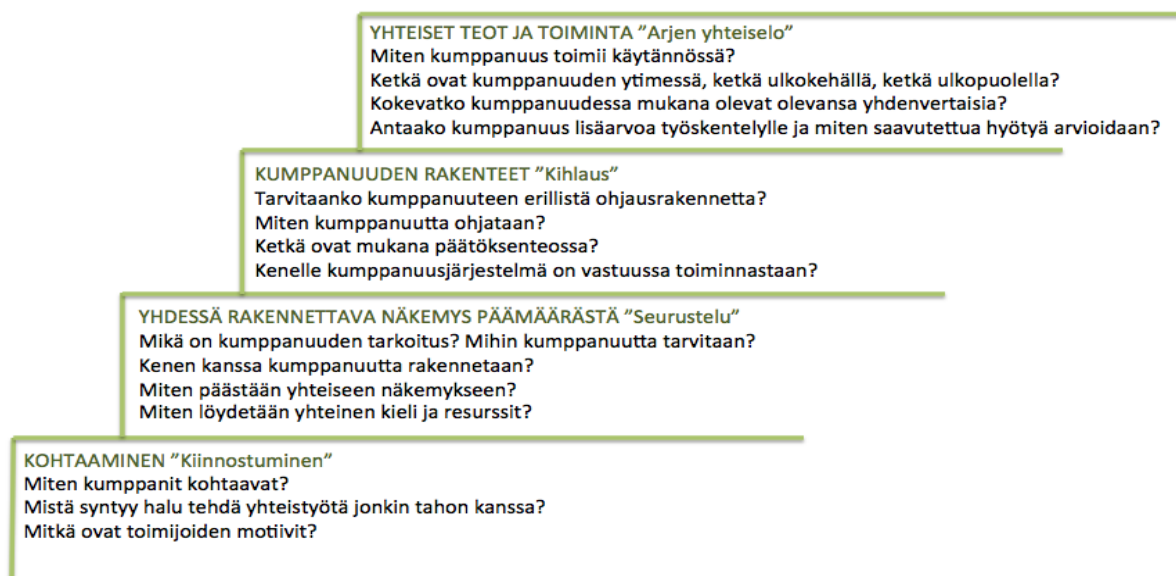 YHTEISET TEOT JA TOIMINTA ”Arjen yhteiselo”
Miten kumppanuus toimii käytännössä?
Ketkä ovat kumppanuuden ytimessä, ketkä ulkokehällä, ketkä ulkopuolella?
Kokevatko kumppanuudessa mukana olevat olevansa yhdenvertaisia?
Antaako kumppanuus lisäarvoa työskentelylle ja miten saavutettua hyötyä arvioidaan?
KUMPPANUUDEN RAKENTEET ”Kihlaus”
Tarvitaanko kumppanuuteen erillistä ohjausrakennetta?
Miten kumppanuutta ohjataan?
Ketkä ovat mukana päätöksenteossa?
Kenelle kumppanuusjärjestelmä on vastuussa toiminnastaan?
YHDESSÄ RAKENNETTAVA NÄKEMYS PÄÄMÄÄRÄSTÄ ”Seurustelu”
Mikä on kumppanuuden tarkoitus? Mihin kumppanuutta tarvitaan?
Kenen kanssa kumppanuutta rakennetaan?
Miten päästään yhteiseen näkemykseen?
Miten löydetään yhteinen kieli ja resurssit?
KOHTAAMINEN ”Kiinnostuminen”
Miten kumppanit kohtaavat?
Mistä syntyy halu tehdä yhteistyötä jonkin tahon kanssa?
Mitkä ovat toimijoiden motiivit?